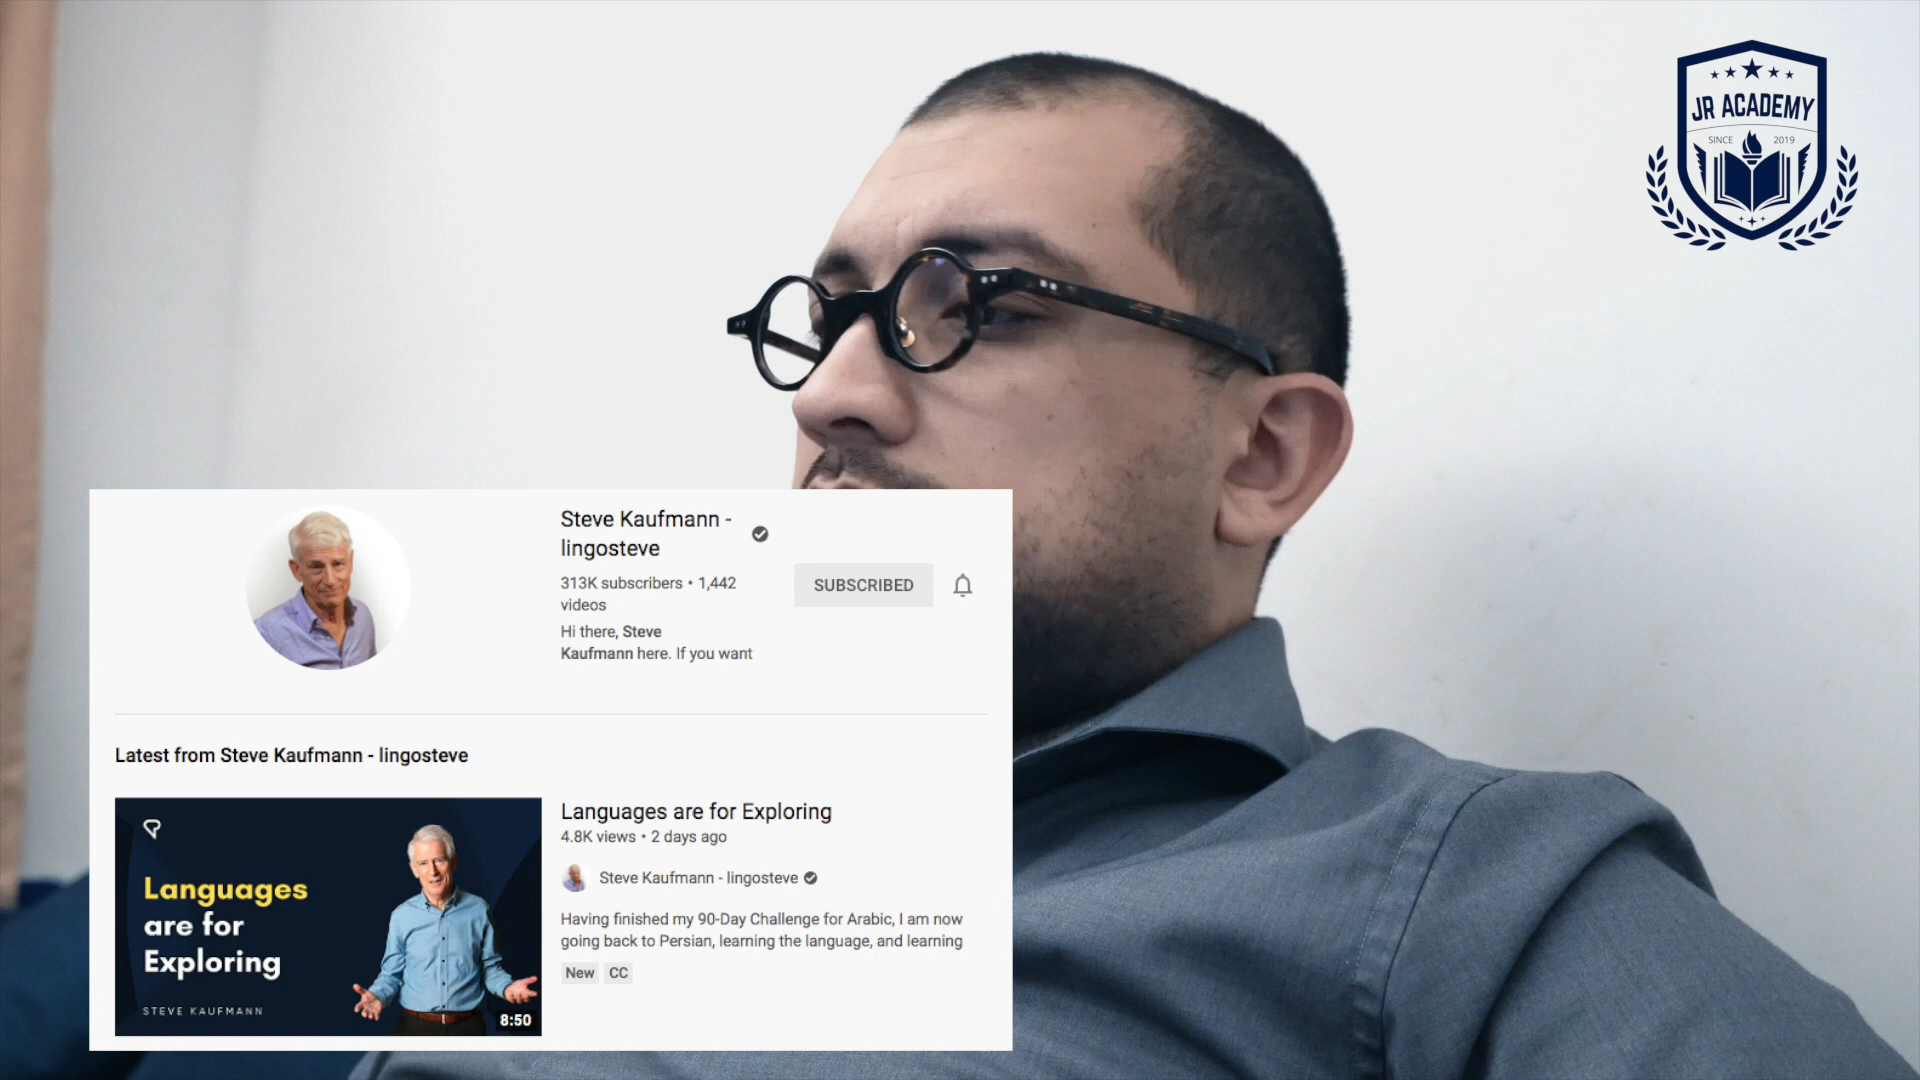 JR ACADEMY
SINCE 2019
Steve Kaufmann -
lingosteve
313K subscribers • 1,442
videos
Hi there, Steve
Kaufmann here. If you want
SUBSCRIBED
Latest from Steve Kaufmann - lingosteve
Languages
are for
Exploring
STEVE KAUFMANN
8:50
Languages are for Exploring
4.8K views • 2 days ago
Steve Kaufmann - lingosteve
Having finished my 90-Day Challenge for Arabic, I am now
going back to Persian, learning the language, and learning
New CC